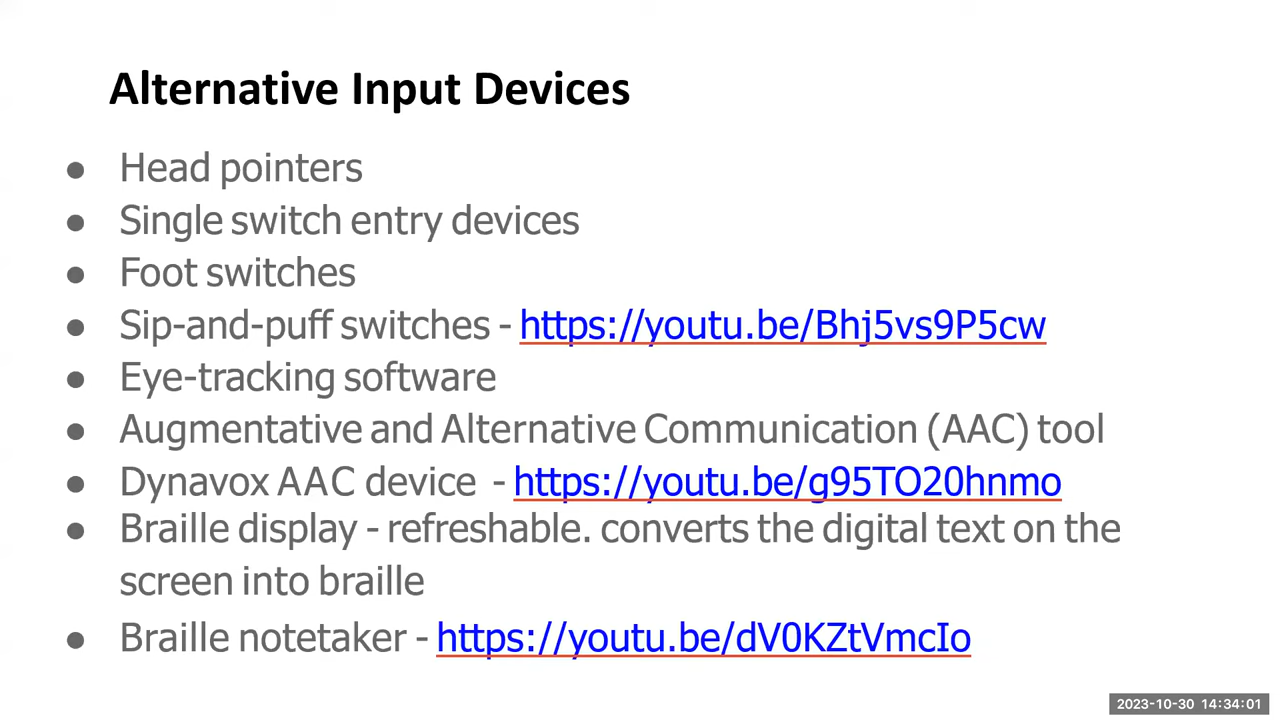 Alternative Input Devices
● Head pointers
● Single switch entry devices
● Foot switches
● Sip-and-puff switches - https://youtu.be/Bhj5vs9P5cw
● Eye-tracking software
● Augmentative and Alternative Communication (AAC) tool
● Dynavox AAC device - https://youtu.be/g95TO20hnmo
● Braille display - refreshable. converts the digital text on the
screen into braille
● Braille notetaker - https://youtu.be/dV0KZtVmcIo
2023-10-30 14:34:01